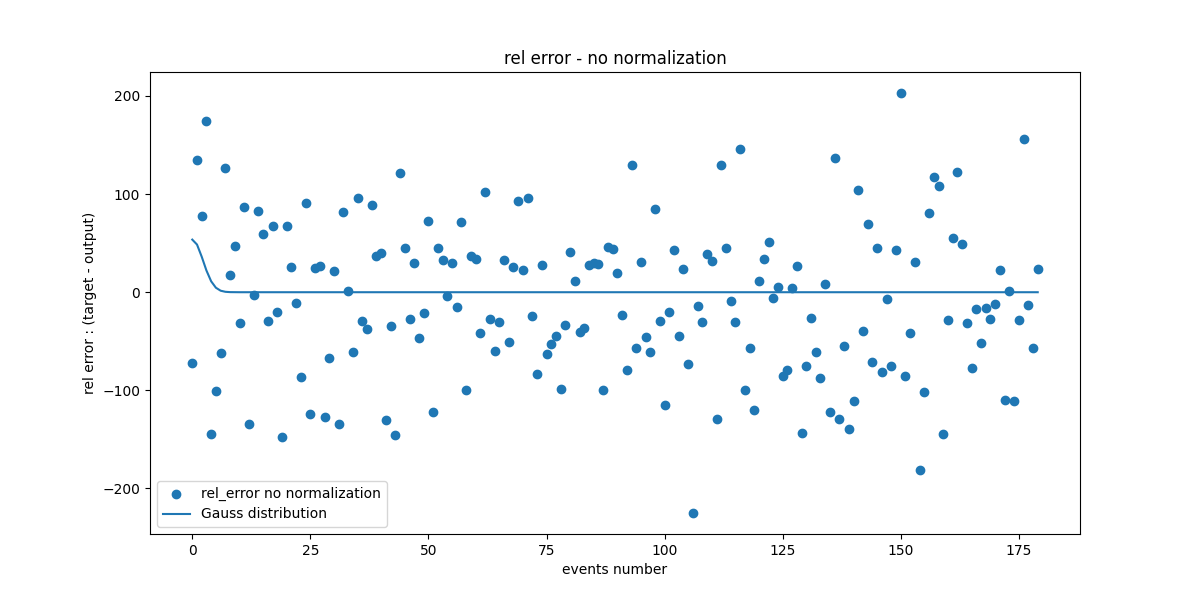 rel error - no normalization
rel error : (target - output)
200
100
0
−100
−200
rel_error no normalization
Gauss distribution
0
25
50
75
100
125
150
175
events number